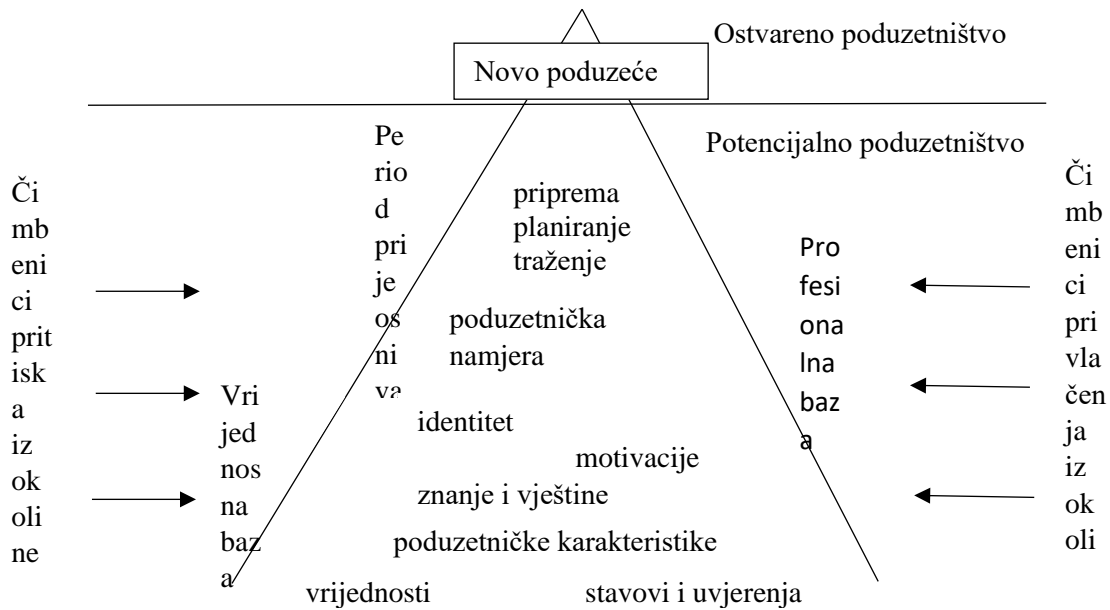 Ostvareno poduzetništvo
Novo poduzeće
Potencijalno poduzetništvo
Či
mb
eni
ci
prit
isk
a
iz
ok
oli
ne
Vri
jed
nos
na
baz
a
Pe
rio
d
pri
je
os
ni
va
priprema
planiranje
traženje
poduzetnička
namjera
identitet
motivacije
znanje i vještine
poduzetničke karakteristike
vrijednosti
stavovi i uvjerenja
Pro
fesi
ona
lna
baz
a
Či
mb
eni
ci
pri
vla
čen
ja
iz
ok
oli